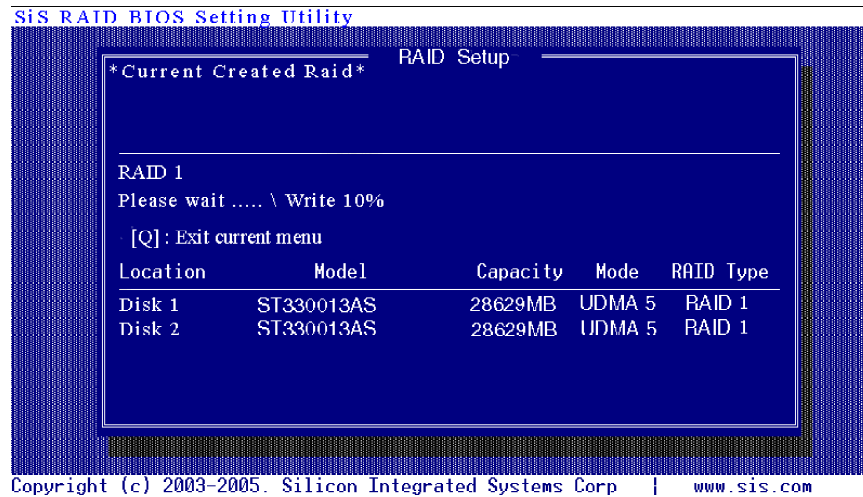 SiS RAID BIOS Setting Utility
RAID Setup
*Current Created Raid*
RAID 1
Please wait ..... \ Write 10%
[Q] : Exit current menu
Location Model Capacity Mode RAID Type
Disk 1 ST330013AS 28629MB UDMA 5 RAID 1
Disk 2 ST330013AS 28629MB UDMA 5 RAID 1
Copyright (c) 2003-2005. Silicon Integrated Systems Corp | www.sis.com